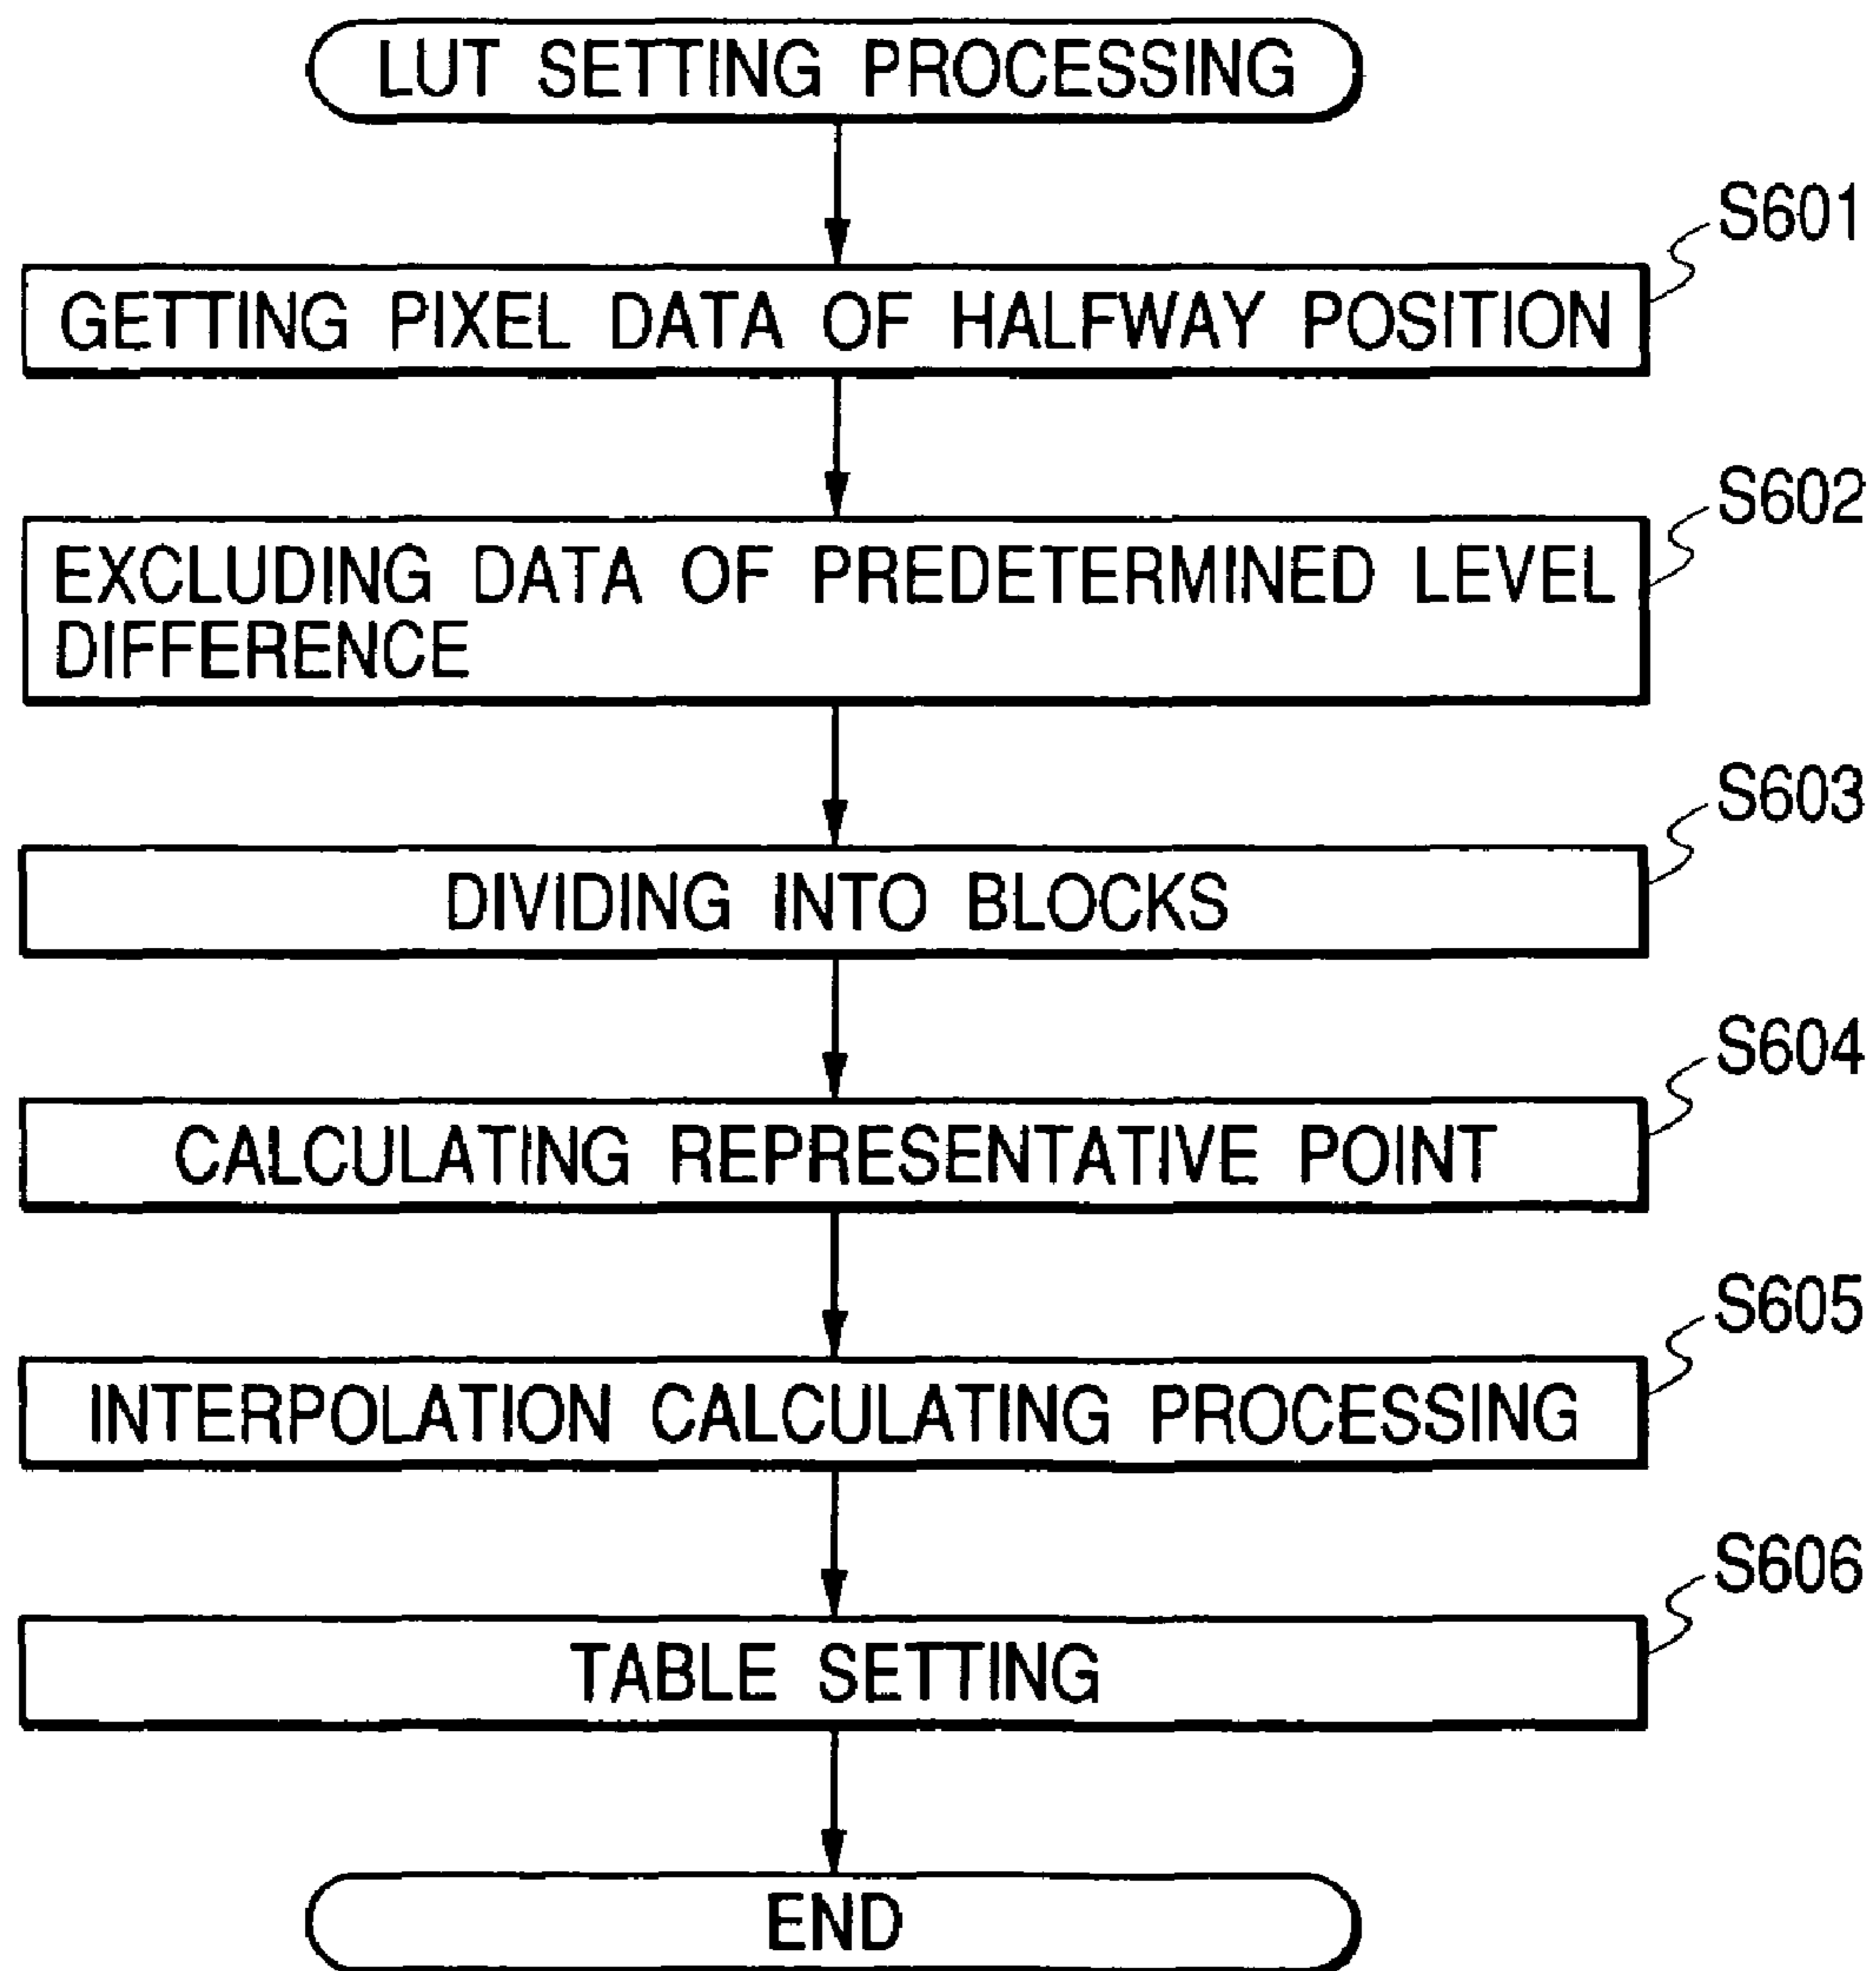 LUT SETTING PROCESSING
S601
GETTING PIXEL DATA OF HALFWAY POSITION
S602
EXCLUDING DATA OF PREDETERMINED LEVEL
DIFFERENCE
S603
DIVIDING INTO BLOCKS
S604
CALCULATING REPRESENTATIVE POINT
S605
INTERPOLATION CALCULATING PROCESSING
S606
TABLE SETTING
END